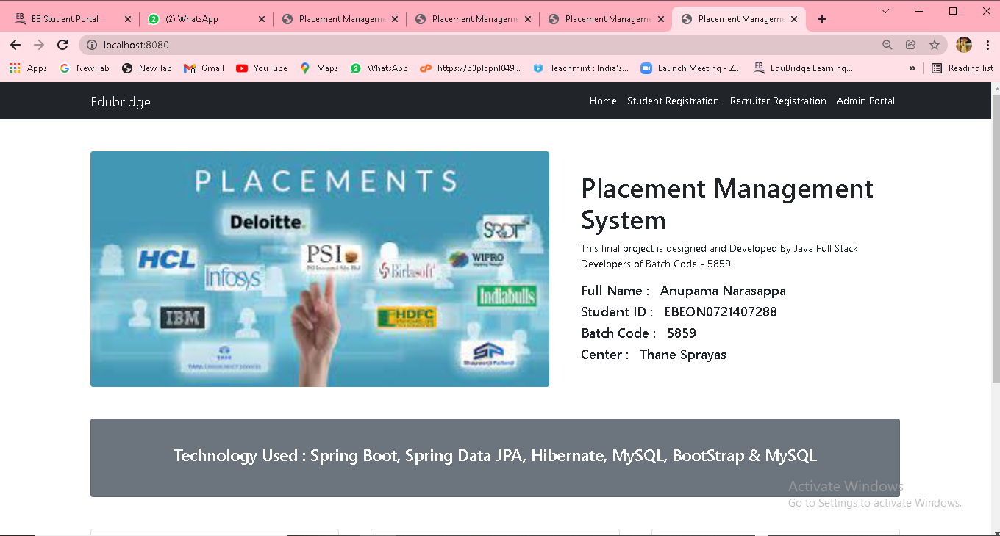 EB Student Portal
(2) WhatsApp
Placement Manageme
Placement Manageme
Placement Manageme
Placement Manageme
localhost:8080
Apps
New Tab
New Tab
Gmail
YouTube
Maps
WhatsApp
https://p3plcpnl049...
Teachmint : India's...
Launch Meeting - Z...
EduBridge Learning...
»
Reading list
Edubridge
Home
Student Registration
Recruiter Registration
Admin Portal
PLACEMENTS
Deloitte.
SRDT
HCL
PSI
WIPRO
Infosys
Birlasoft
Indiabulls
IBM
HDFC
SP
Shapoorji Pallonji
TATA
TATA CONSULTANCY SERVICES
Placement Management
System
This final project is designed and Developed By Java Full Stack
Developers of Batch Code - 5859
Full Name : Anupama Narasappa
Student ID : EBEON0721407288
Batch Code : 5859
Center : Thane Sprayas
Technology Used : Spring Boot, Spring Data JPA, Hibernate, MySQL, BootStrap & MySQL
Activate Windows
Go to Settings to activate Windows.